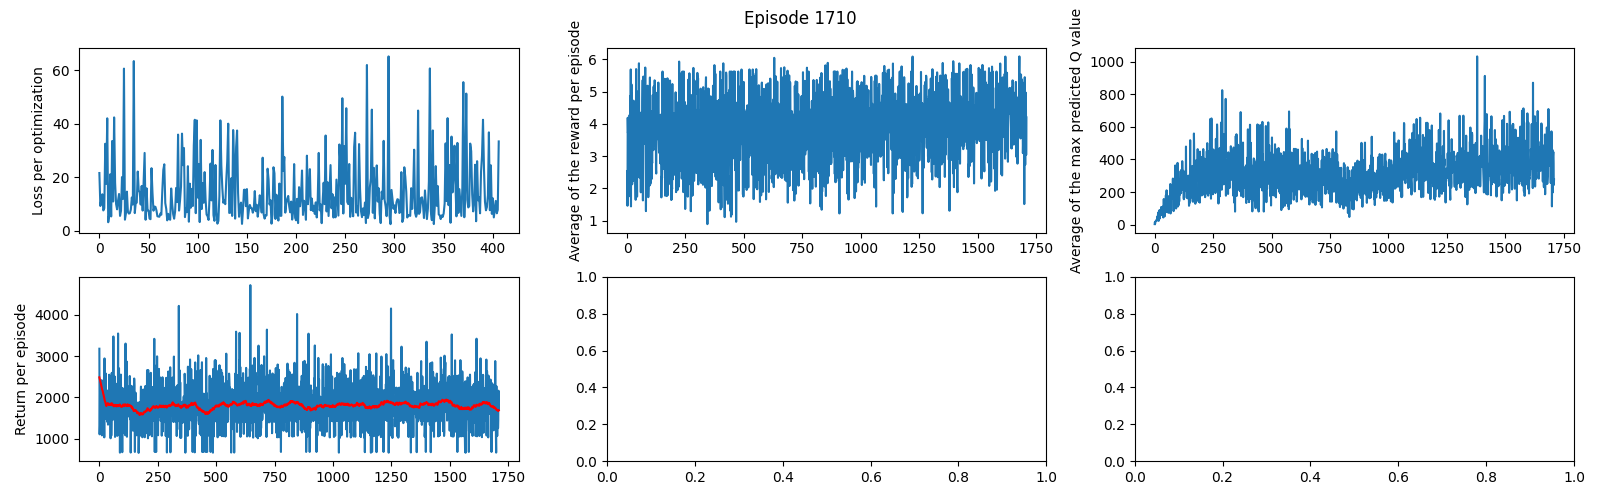 Episode 1710
Loss per optimization
60
40
20
0
0 50 100 150 200 250 300 350 400
Average of the reward per episode
6
5
4
3
2
1
0 250 500 750 1000 1250 1500 1750
Average of the max predicted Q value
1000
800
600
400
200
0
0 250 500 750 1000 1250 1500 1750
Return per episode
4000
3000
2000
1000
0 250 500 750 1000 1250 1500 1750
1.0
0.8
0.6
0.4
0.2
0.0
0.0 0.2 0.4 0.6 0.8 1.0
1.0
0.8
0.6
0.4
0.2
0.0
0.0 0.2 0.4 0.6 0.8 1.0